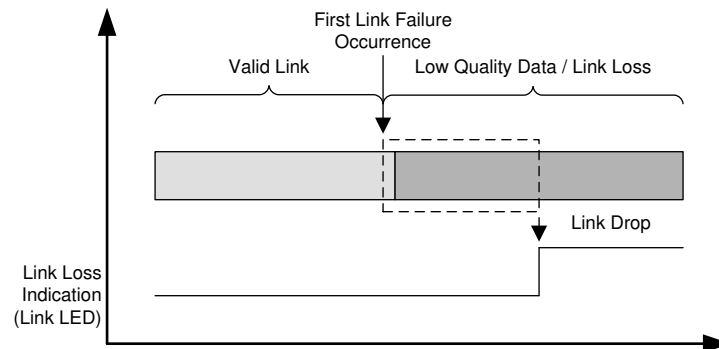 First Link Failure
Occurrence
Valid Link
Low Quality Data / Link Loss
Link Drop
Link Loss
Indication
(Link LED)